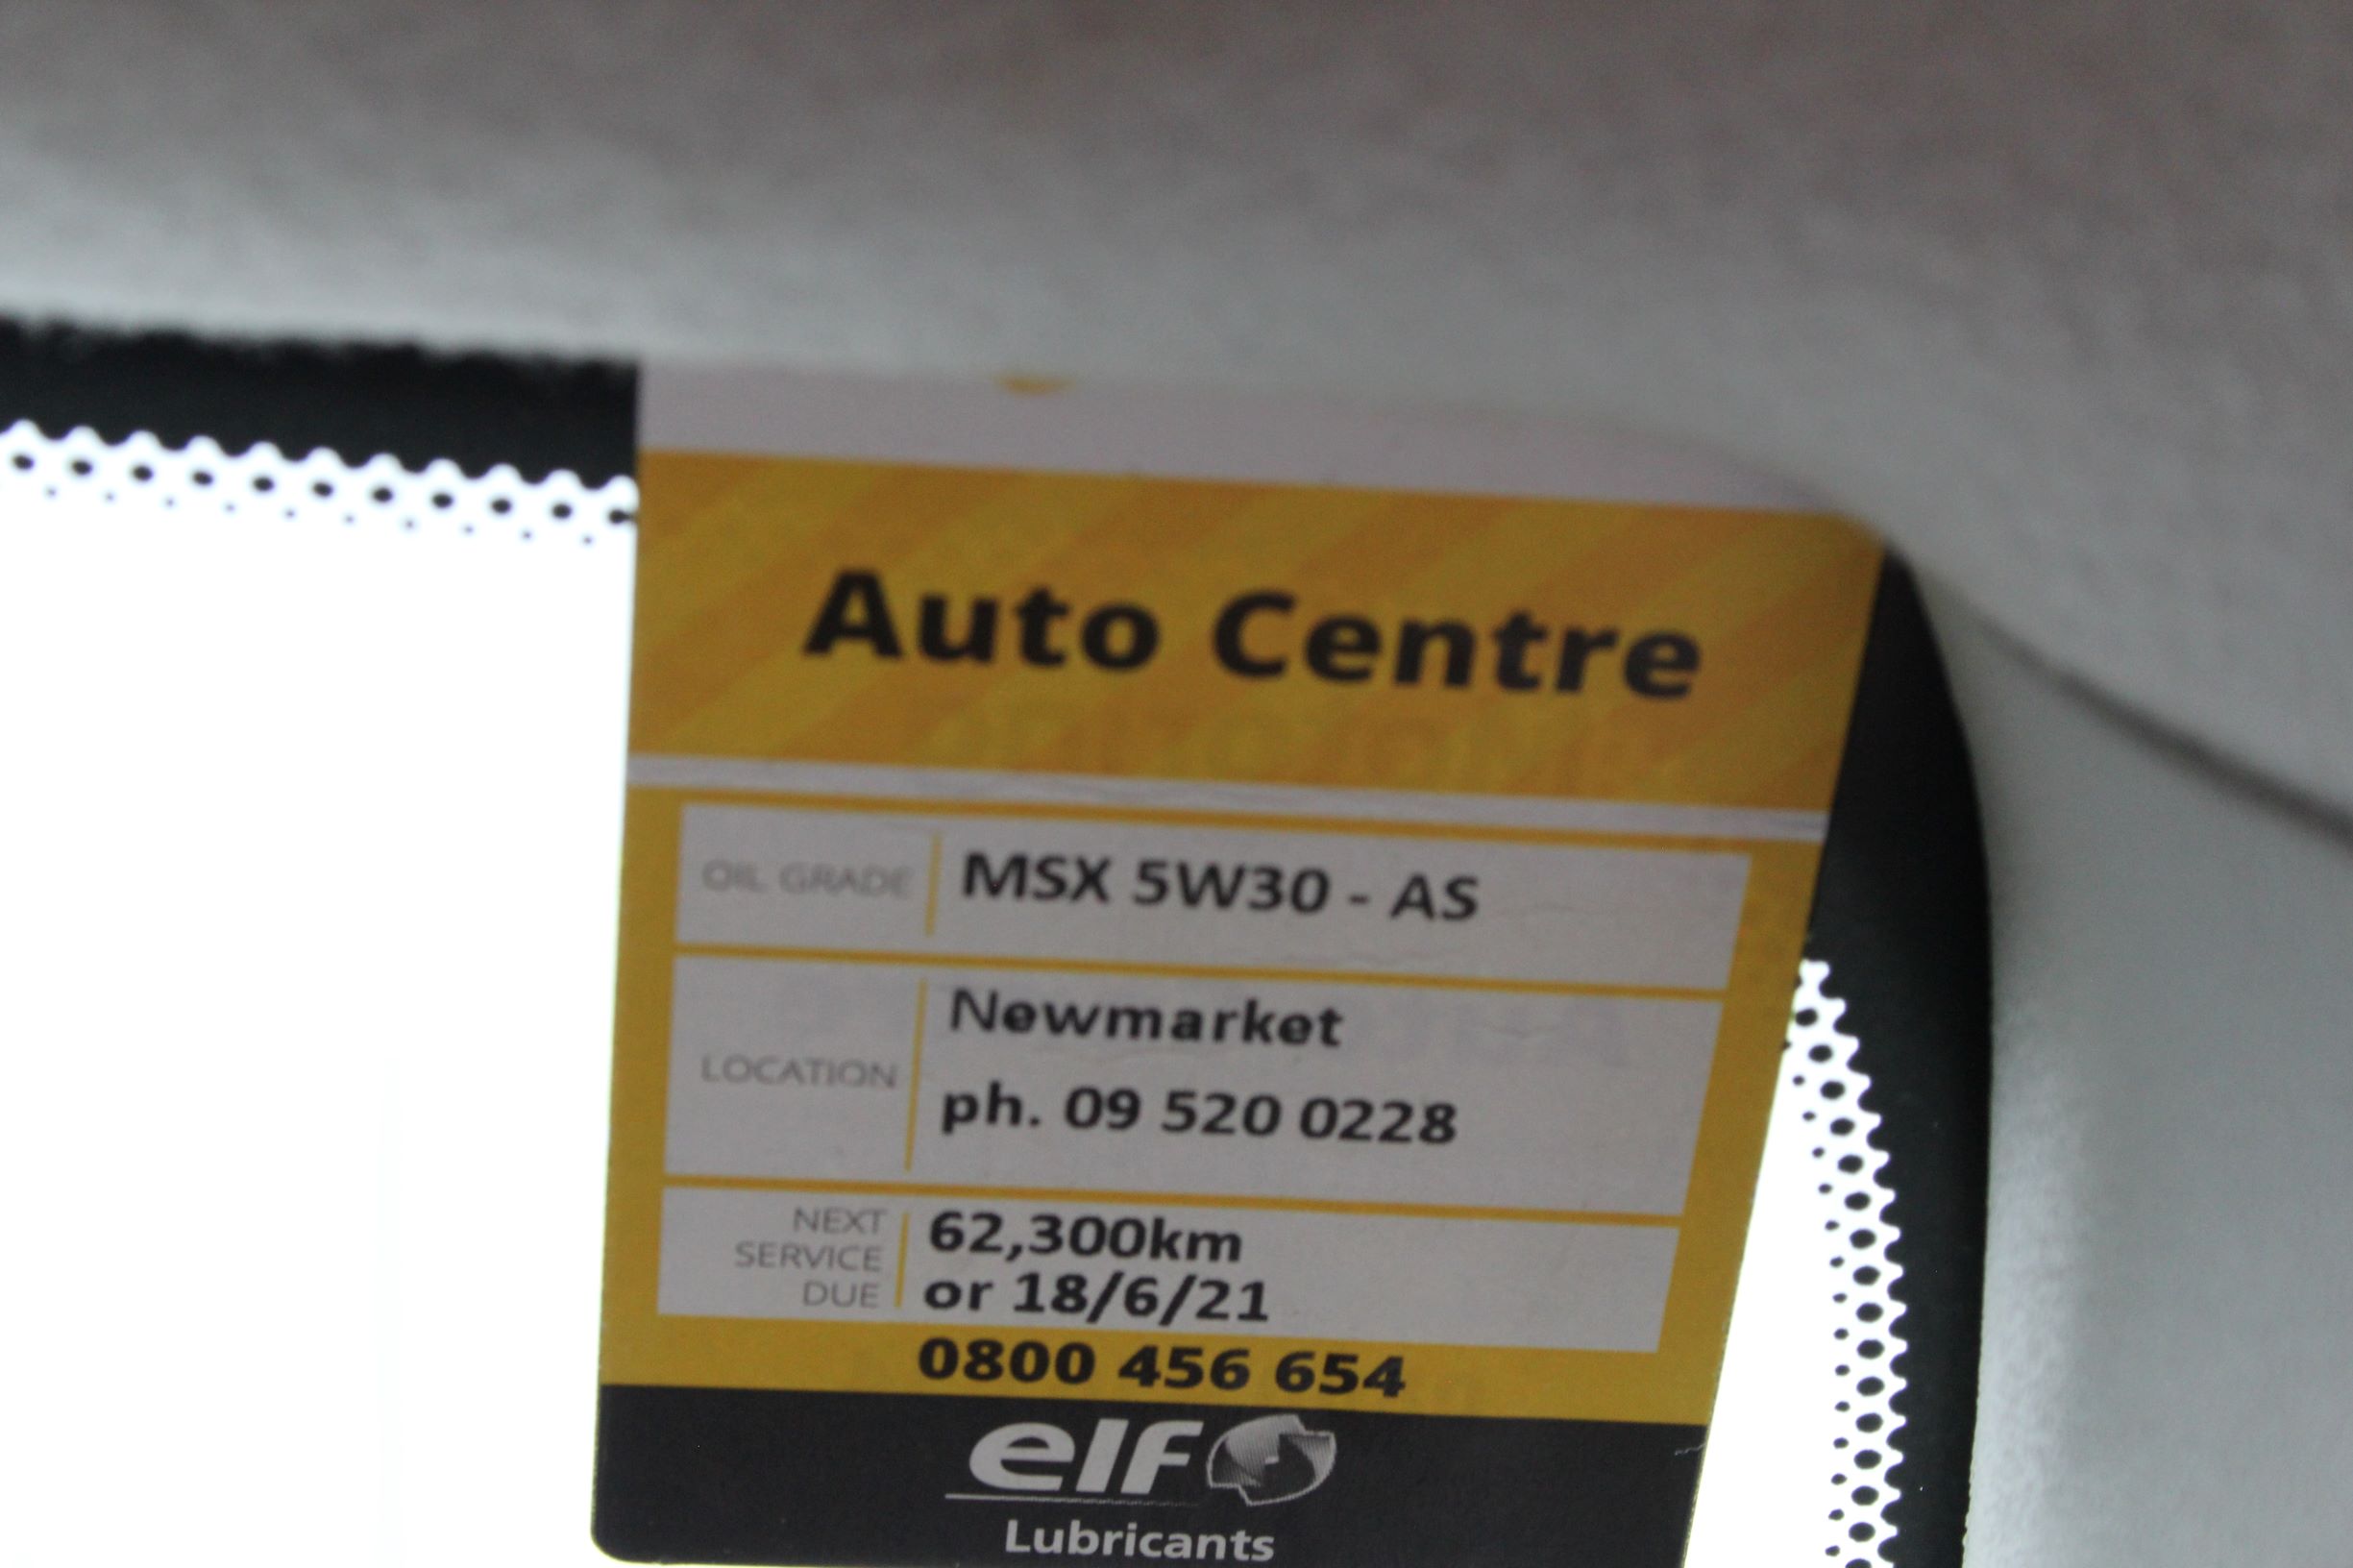 Auto Centre
OIL GRADE
MSX 5W30 - AS
LOCATION
Newmarket
ph. 09 520 0228
NEXT
SERVICE
DUE
62,300km
or 18/6/21
0800 456 654
elf
Lubricants